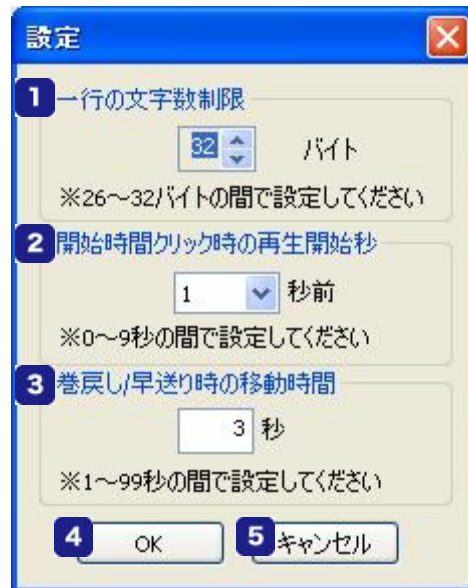 設定
1 一行の文字数制限
32 バイト
※26～32バイトの間で設定してください
2 開始時間クリック時の再生開始秒
1 秒前
※0～9秒の間で設定してください
3 巻戻し/早送り時の移動時間
3 秒
※1～99秒の間で設定してください
4 OK 5 キャンセル